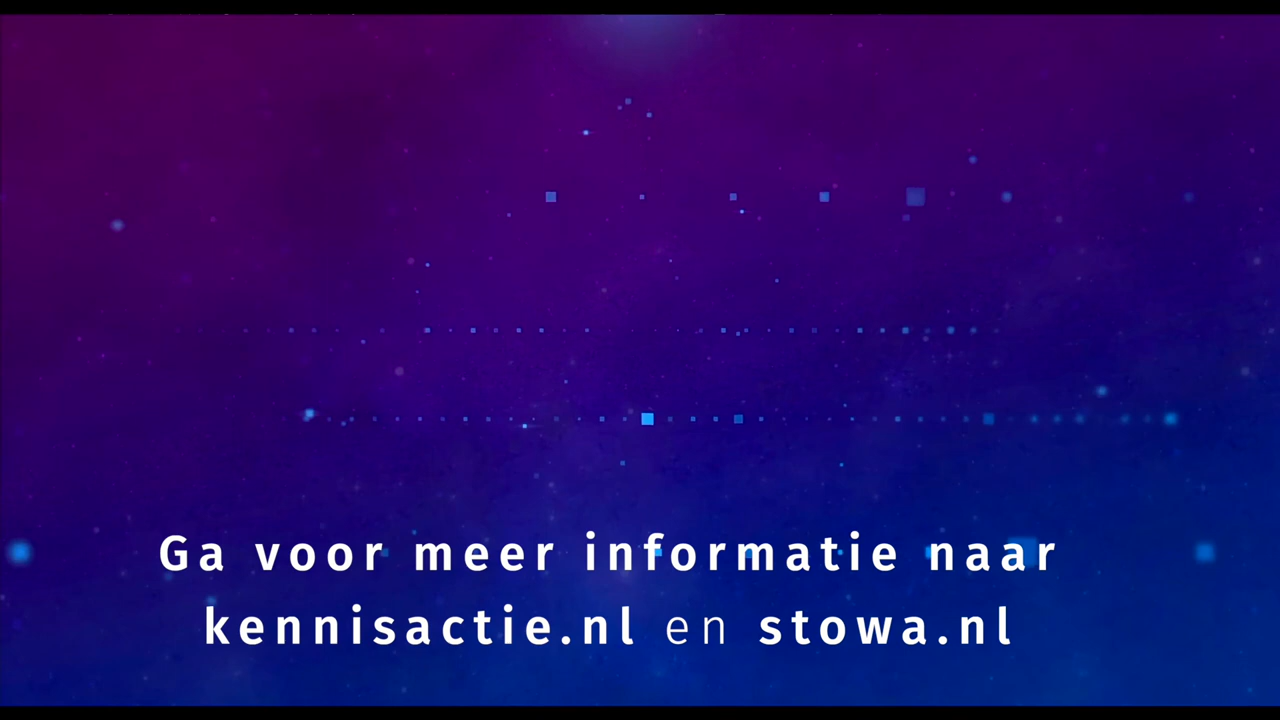 Ga voor meer informatie naar
kennisactie.nl en stowa.nl